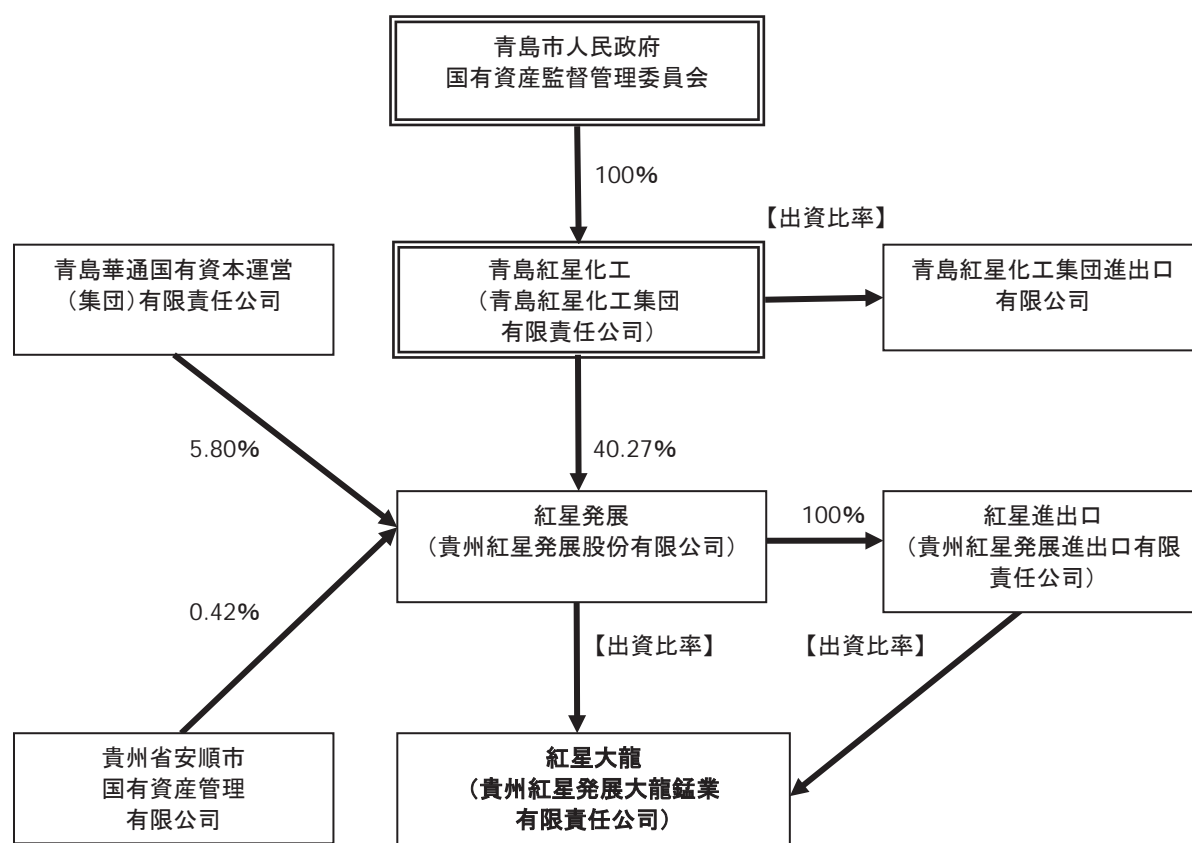 青島市人民政府
国有資産監督管理委員会
100%
【出資比率】
青島華通国有資本運営
（集団）有限責任公司
青島紅星化工
（青島紅星化工集団
有限責任公司）
青島紅星化工集団進出口
有限公司
5.80%
40.27%
紅星発展
（貴州紅星発展股份有限公司）
100%
紅星進出口
（貴州紅星発展進出口有限
責任公司）
0.42%
【出資比率】
【出資比率】
貴州省安順市
国有資産管理
有限公司
紅星大龍
（貴州紅星発展大龍錳業
有限責任公司）